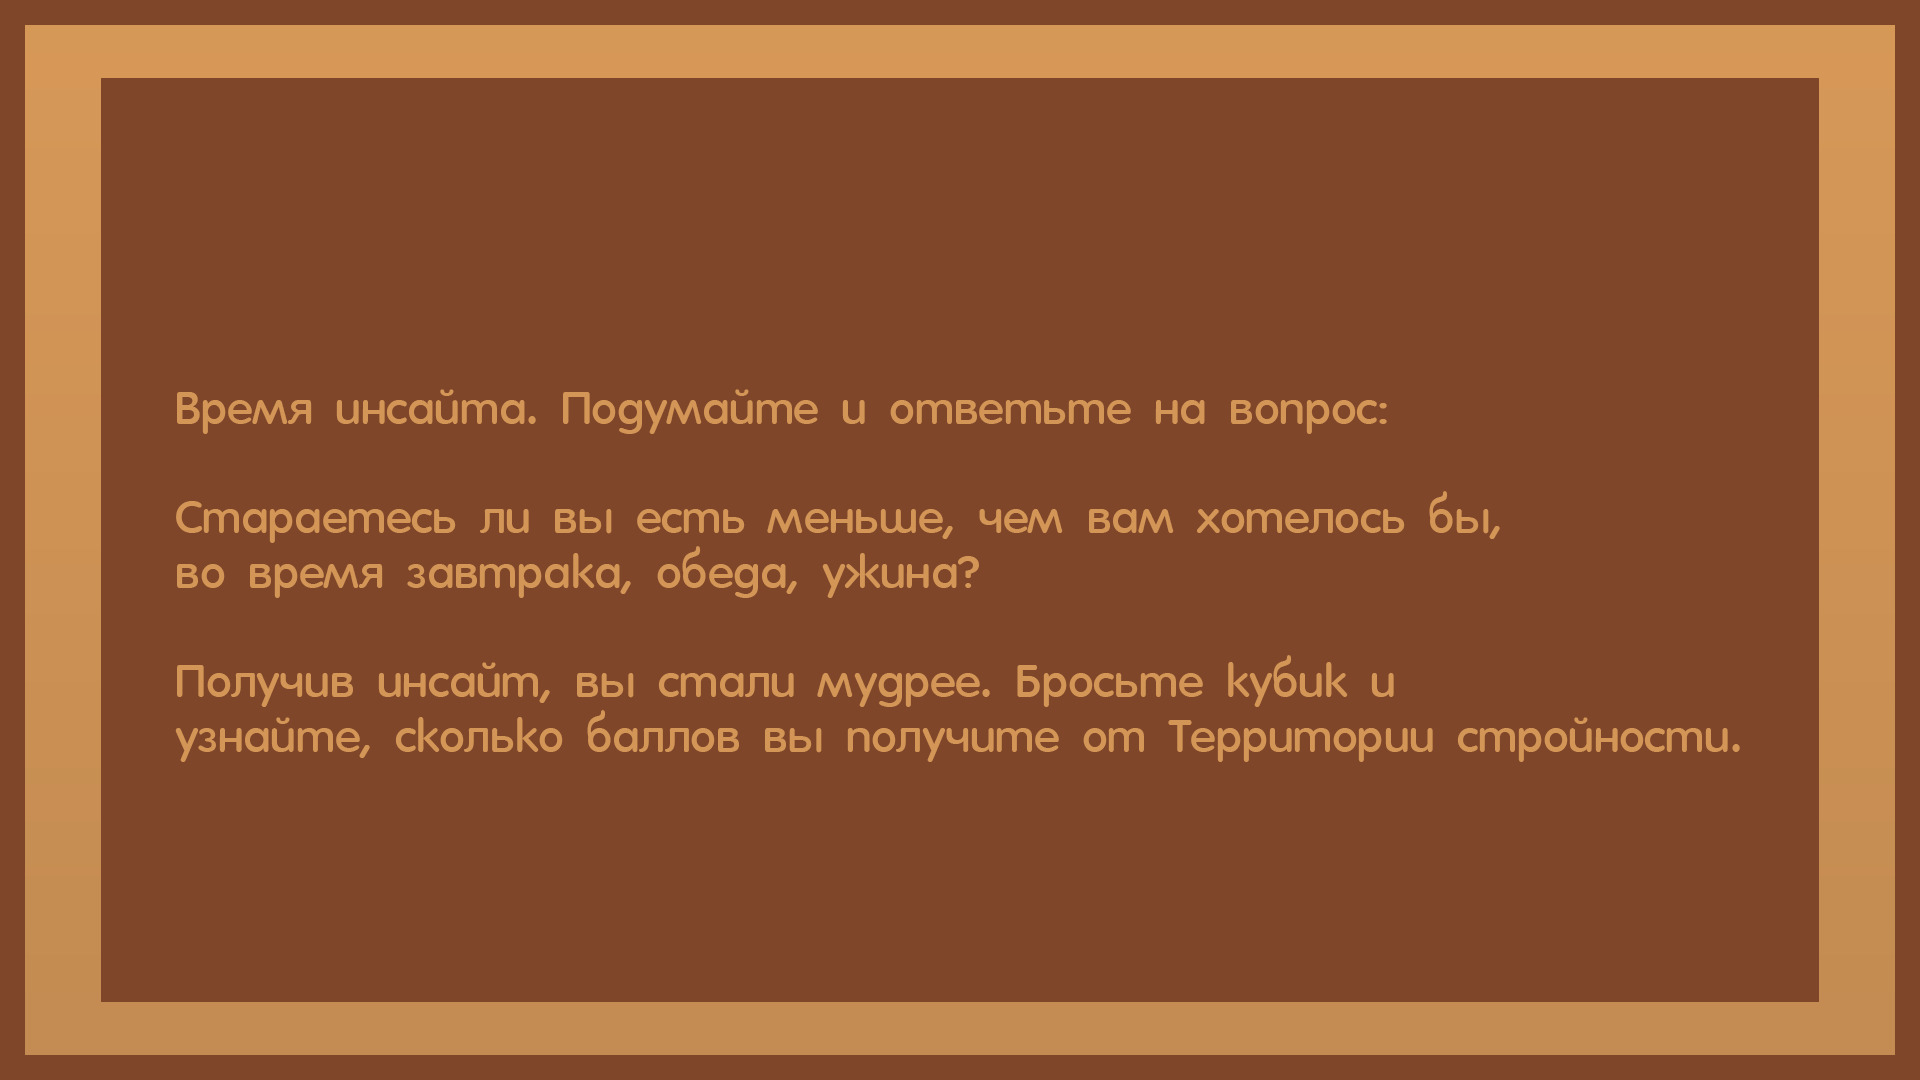 Время инсайта. Подумайте и ответьте на вопрос:
Стараетесь ли вы есть меньше, чем вам хотелось бы,
во время завтрака, обеда, ужина?
Получив инсайт, вы стали мудрее. Бросьте кубик и
узнайте, сколько баллов вы получите от Территории стройности.